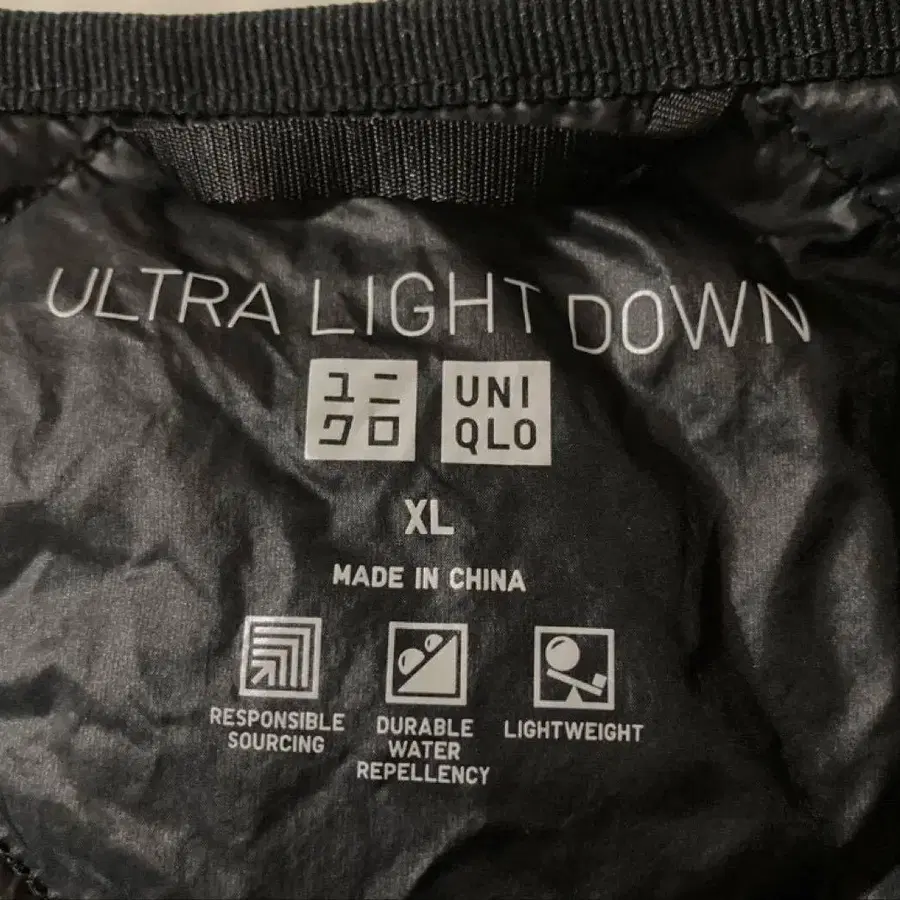 ULTRA LIGHT DOWN
ユニ
クロ
UNI
QLO
XL
MADE IN CHINA
RESPONSIBLE
SOURCING
DURABLE
WATER
REPELLENCY
LIGHTWEIGHT